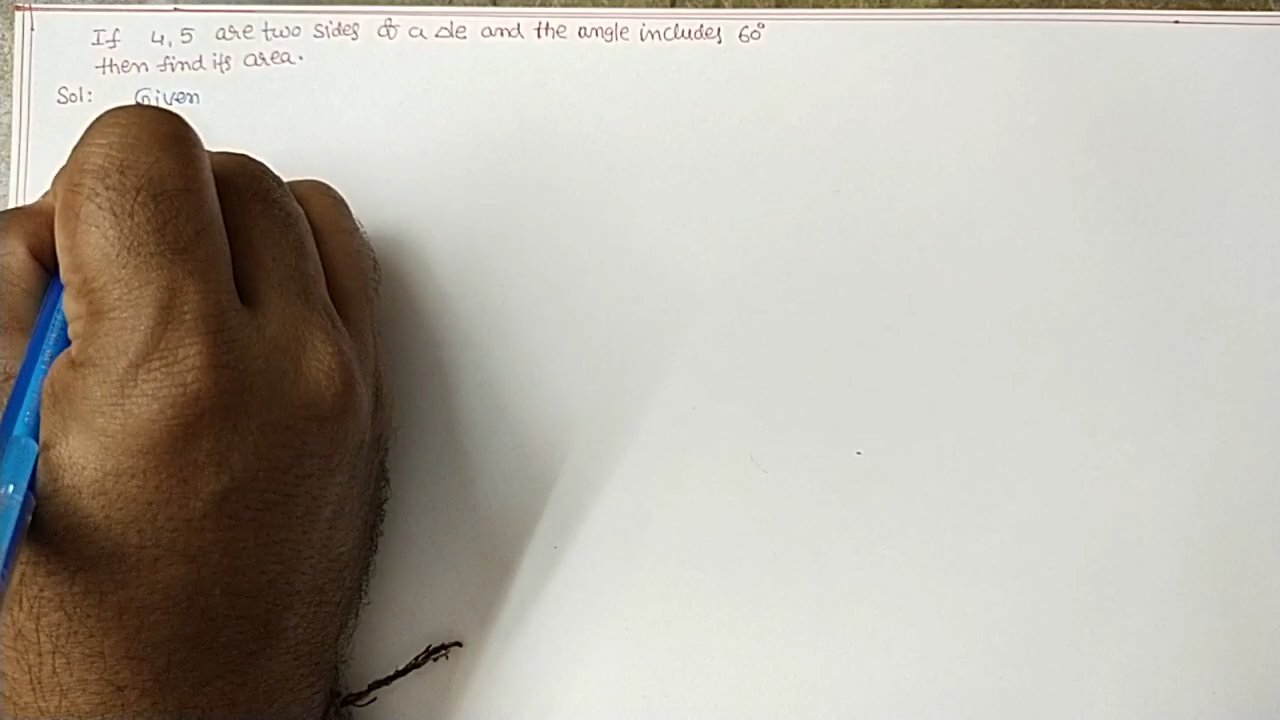 If 4, 5 are two sides of a Δle and the angle includes 60°
then find its area.
Sol: Given